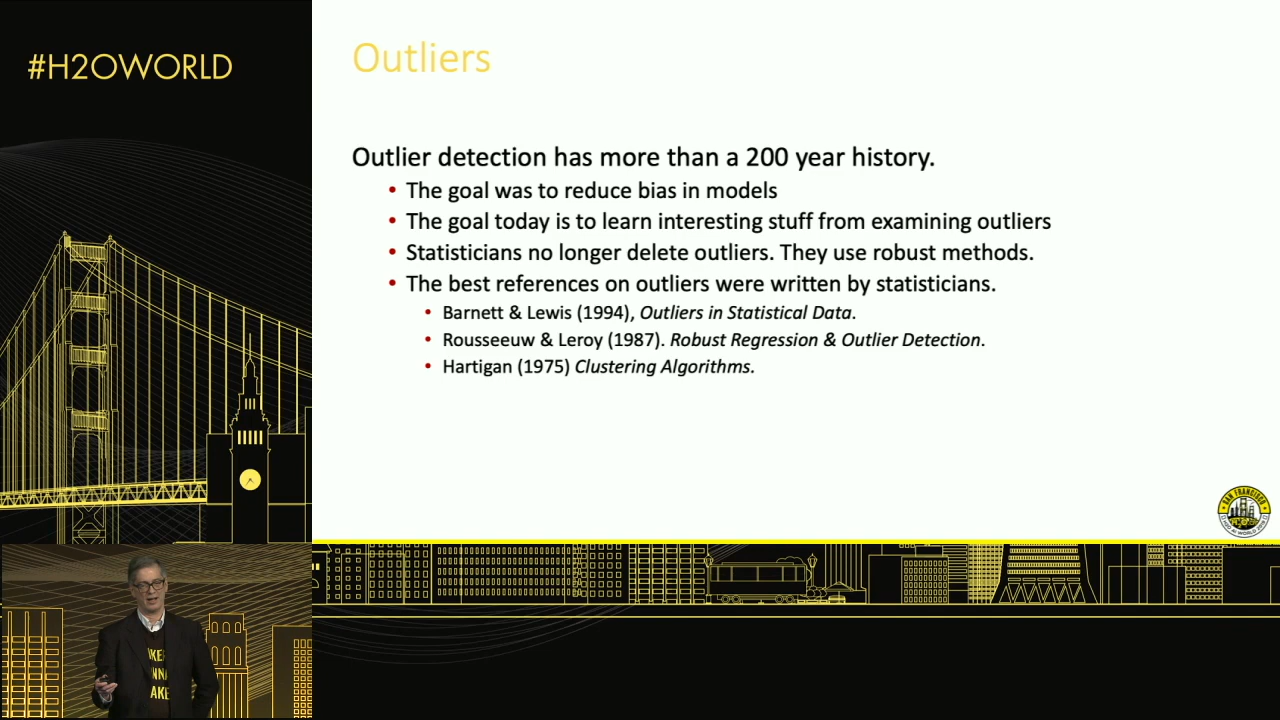 #H2OWORLD
Outliers
Outlier detection has more than a 200 year history.
• The goal was to reduce bias in models
• The goal today is to learn interesting stuff from examining outliers
• Statisticians no longer delete outliers. They use robust methods.
• The best references on outliers were written by statisticians.
• Barnett & Lewis (1994), Outliers in Statistical Data.
• Rousseeuw & Leroy (1987). Robust Regression & Outlier Detection.
• Hartigan (1975) Clustering Algorithms.
SAN FRANCISCO